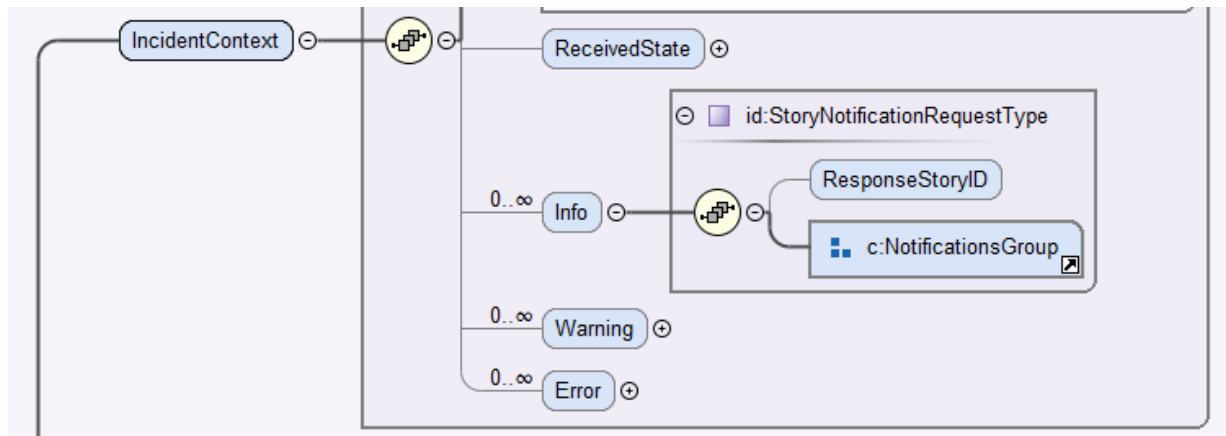 IncidentContext
ReceivedState
id:StoryNotificationRequestType
ResponseStoryID
0..∞
Info
c:NotificationsGroup
0..∞
Warning
0..∞
Error